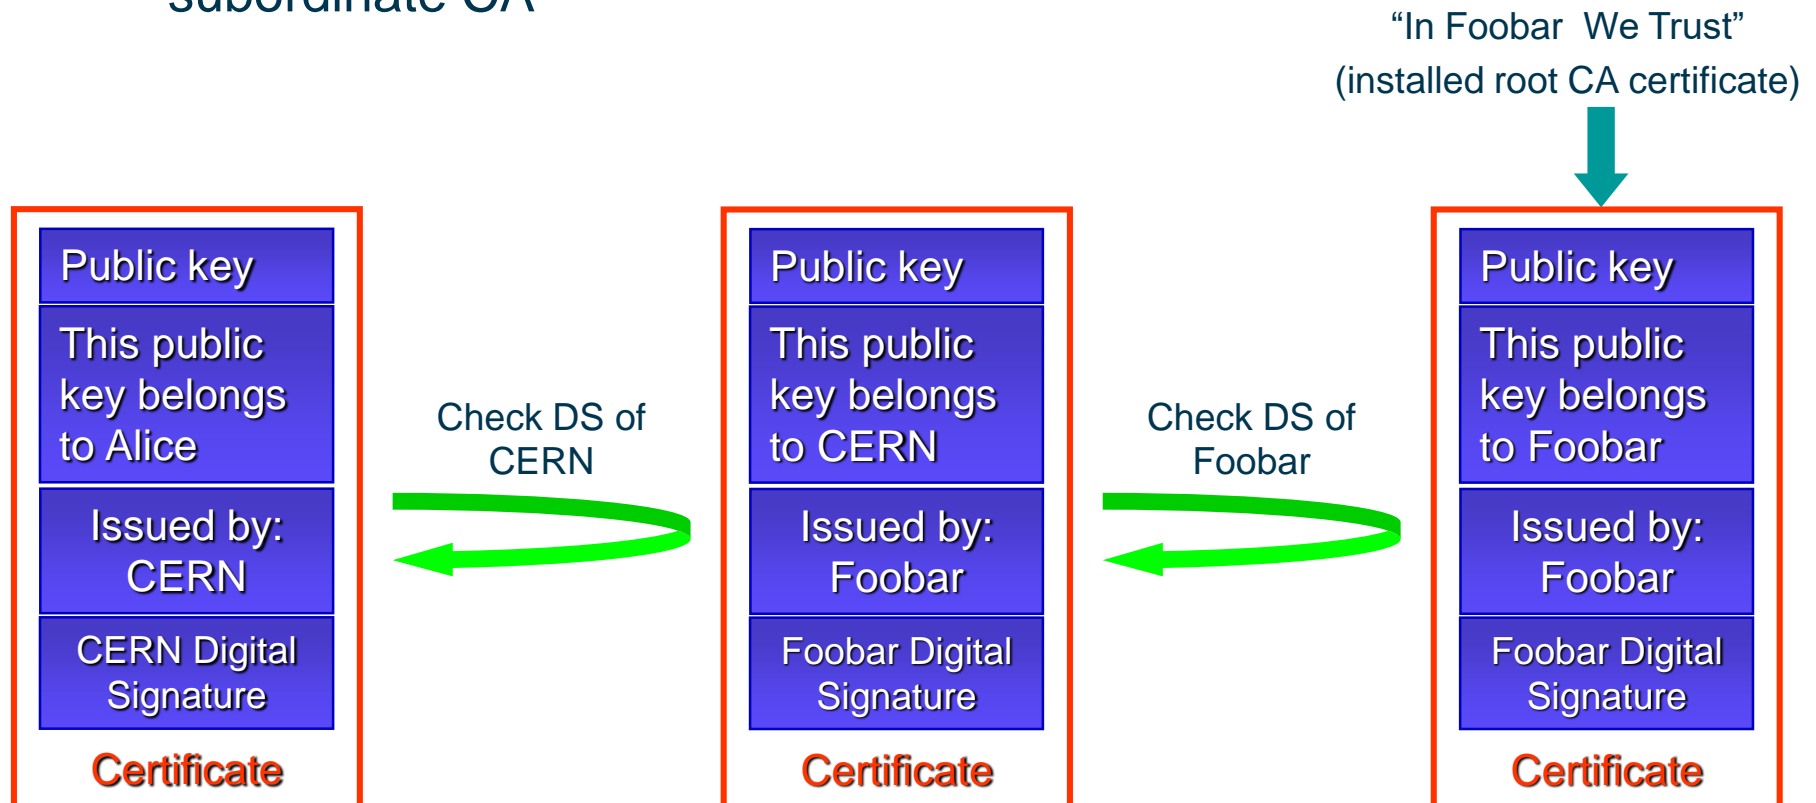 subordinate CA
“In Foobar  We Trust”
(installed root CA certificate)
Public key
This public
key belongs
to Alice
Issued by:
CERN
CERN Digital
Signature
Certificate
Check DS of
CERN
Public key
This public
key belongs
to CERN
Issued by:
Foobar
Foobar Digital
Signature
Certificate
Check DS of
Foobar
Public key
This public
key belongs
to Foobar
Issued by:
Foobar
Foobar Digital
Signature
Certificate